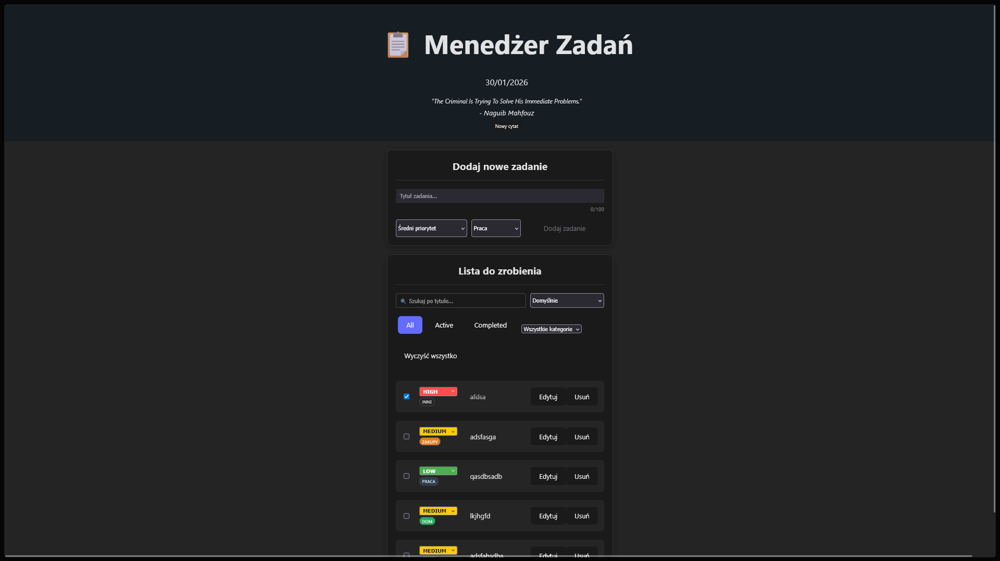 Menedżer Zadań
30/01/2026
"The Criminal Is Trying To Solve His Immediate Problems."
- Naguib Mahfouz
Nowy cytat
Dodaj nowe zadanie
Tytuł zadania...
0/100
Średni priorytet Praca Dodaj zadanie
Lista do zrobienia
Szukaj po tytule... Domyślnie
All Active Completed Wszystkie kategorie
Wyczyść wszystko
HIGH
INNE
afdsa Edytuj Usuń
MEDIUM
ZAKUPY
adsfasga Edytuj Usuń
LOW
PRACA
qasdbsadb Edytuj Usuń
MEDIUM
DOM
lkjhgfd Edytuj Usuń
MEDIUM
adsfahsdha Edytuj Usuń